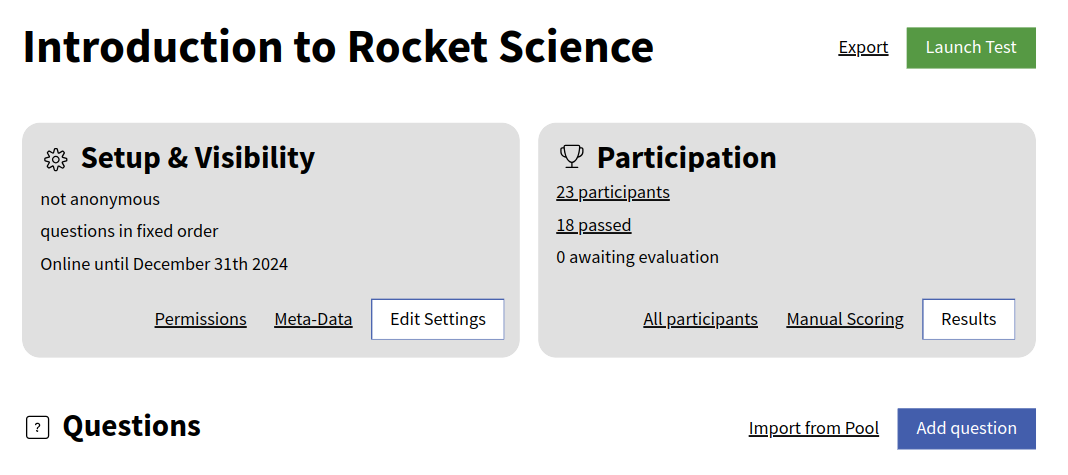 Introduction to Rocket Science
Export
Launch Test
Setup & Visibility
not anonymous
questions in fixed order
Online until December 31th 2024
Permissions Meta-Data Edit Settings
Participation
23 participants
18 passed
0 awaiting evaluation
All participants Manual Scoring Results
? Questions
Import from Pool Add question